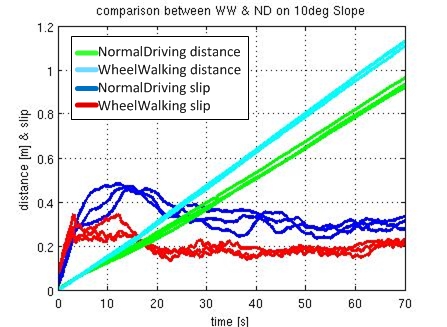 comparison between WW & ND on 10deg Slope
1.2
1
0.8
0.6
0.4
0.2
0
NormalDriving distance
WheelWalking distance
NormalDriving slip
WheelWalking slip
distance [m] & slip
0 10 20 30 40 50 60 70
time [s]